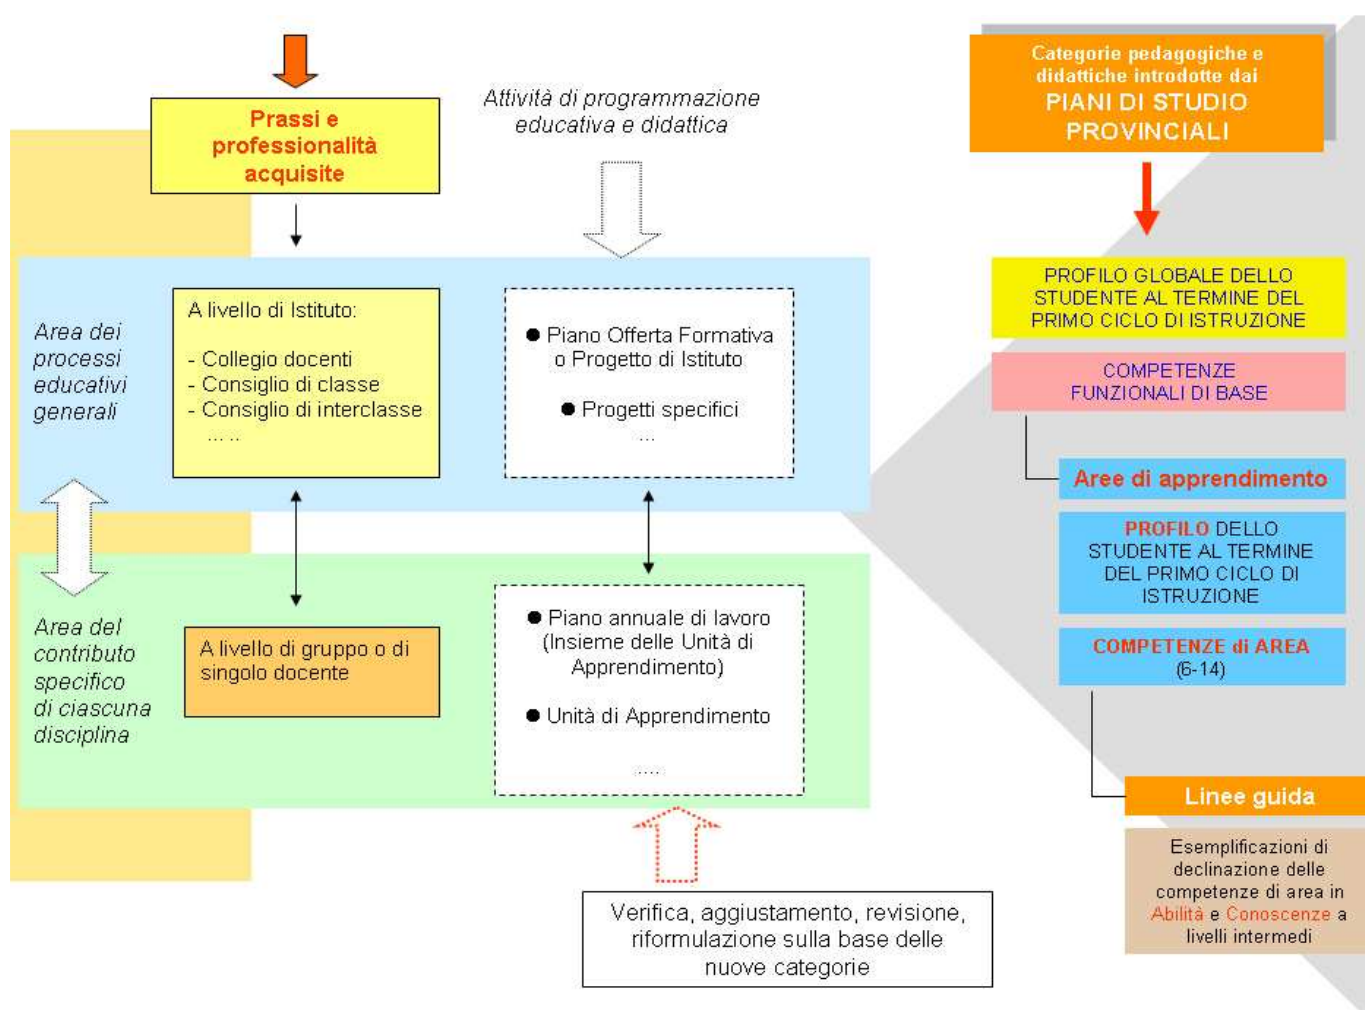 Prassi e
professionalità
acquisite
Attività di programmazione
educativa e didattica
Categorie pedagogiche e
didattiche introdotte dai
PIANI DI STUDIO
PROVINCIALI
Area dei
processi
educativi
generali
A livello di Istituto:
- Collegio docenti
- Consiglio di classe
- Consiglio di interclasse
... ..
● Piano Offerta Formativa
o Progetto di Istituto
● Progetti specifici
...
Area del
contributo
specifico
di ciascuna
disciplina
A livello di gruppo o di
singolo docente
● Piano annuale di lavoro
(Insieme delle Unità di
Apprendimento)
● Unità di Apprendimento
....
Verifica, aggiustamento, revisione,
riformulazione sulla base delle
nuove categorie
PROFILO GLOBALE DELLO
STUDENTE AL TERMINE DEL
PRIMO CICLO DI ISTRUZIONE
COMPETENZE
FUNZIONALI DI BASE
Aree di apprendimento
PROFILO DELLO
STUDENTE AL TERMINE
DEL PRIMO CICLO DI
ISTRUZIONE
COMPETENZE di AREA
(6-14)
Linee guida
Esemplificazioni di
declinazione delle
competenze di area in
Abilità e Conoscenze a
livelli intermedi